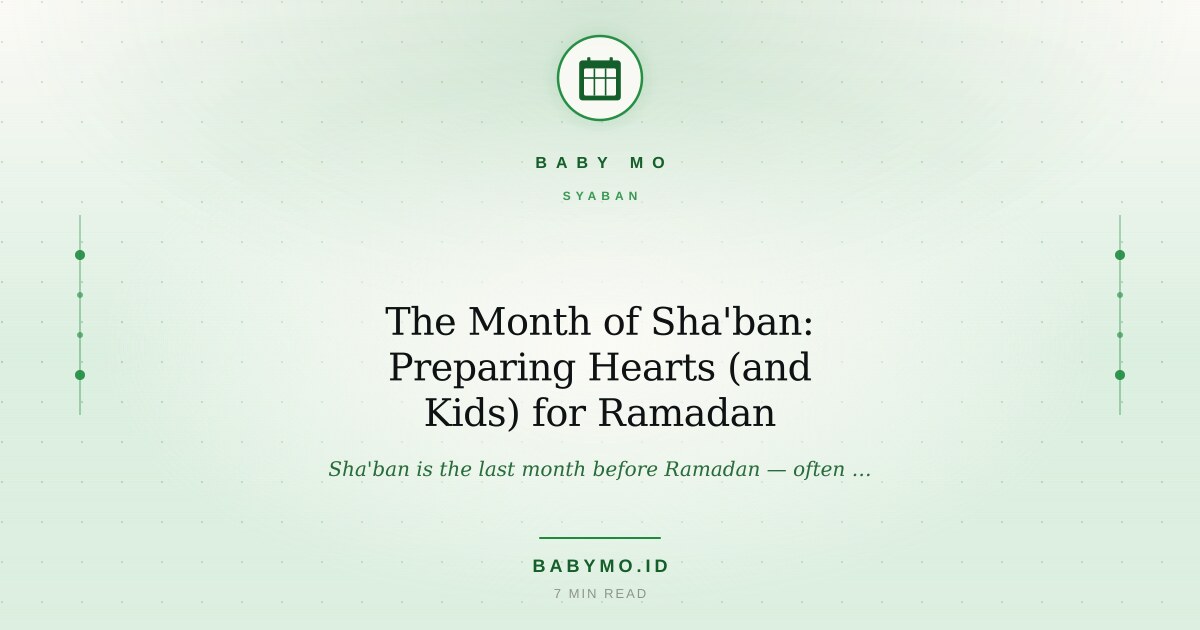 BABY MO
SYABAN
The Month of Sha'ban:
Preparing Hearts (and
Kids) for Ramadan
Sha'ban is the last month before Ramadan — often ...
BABYMO.ID
7 MIN READ